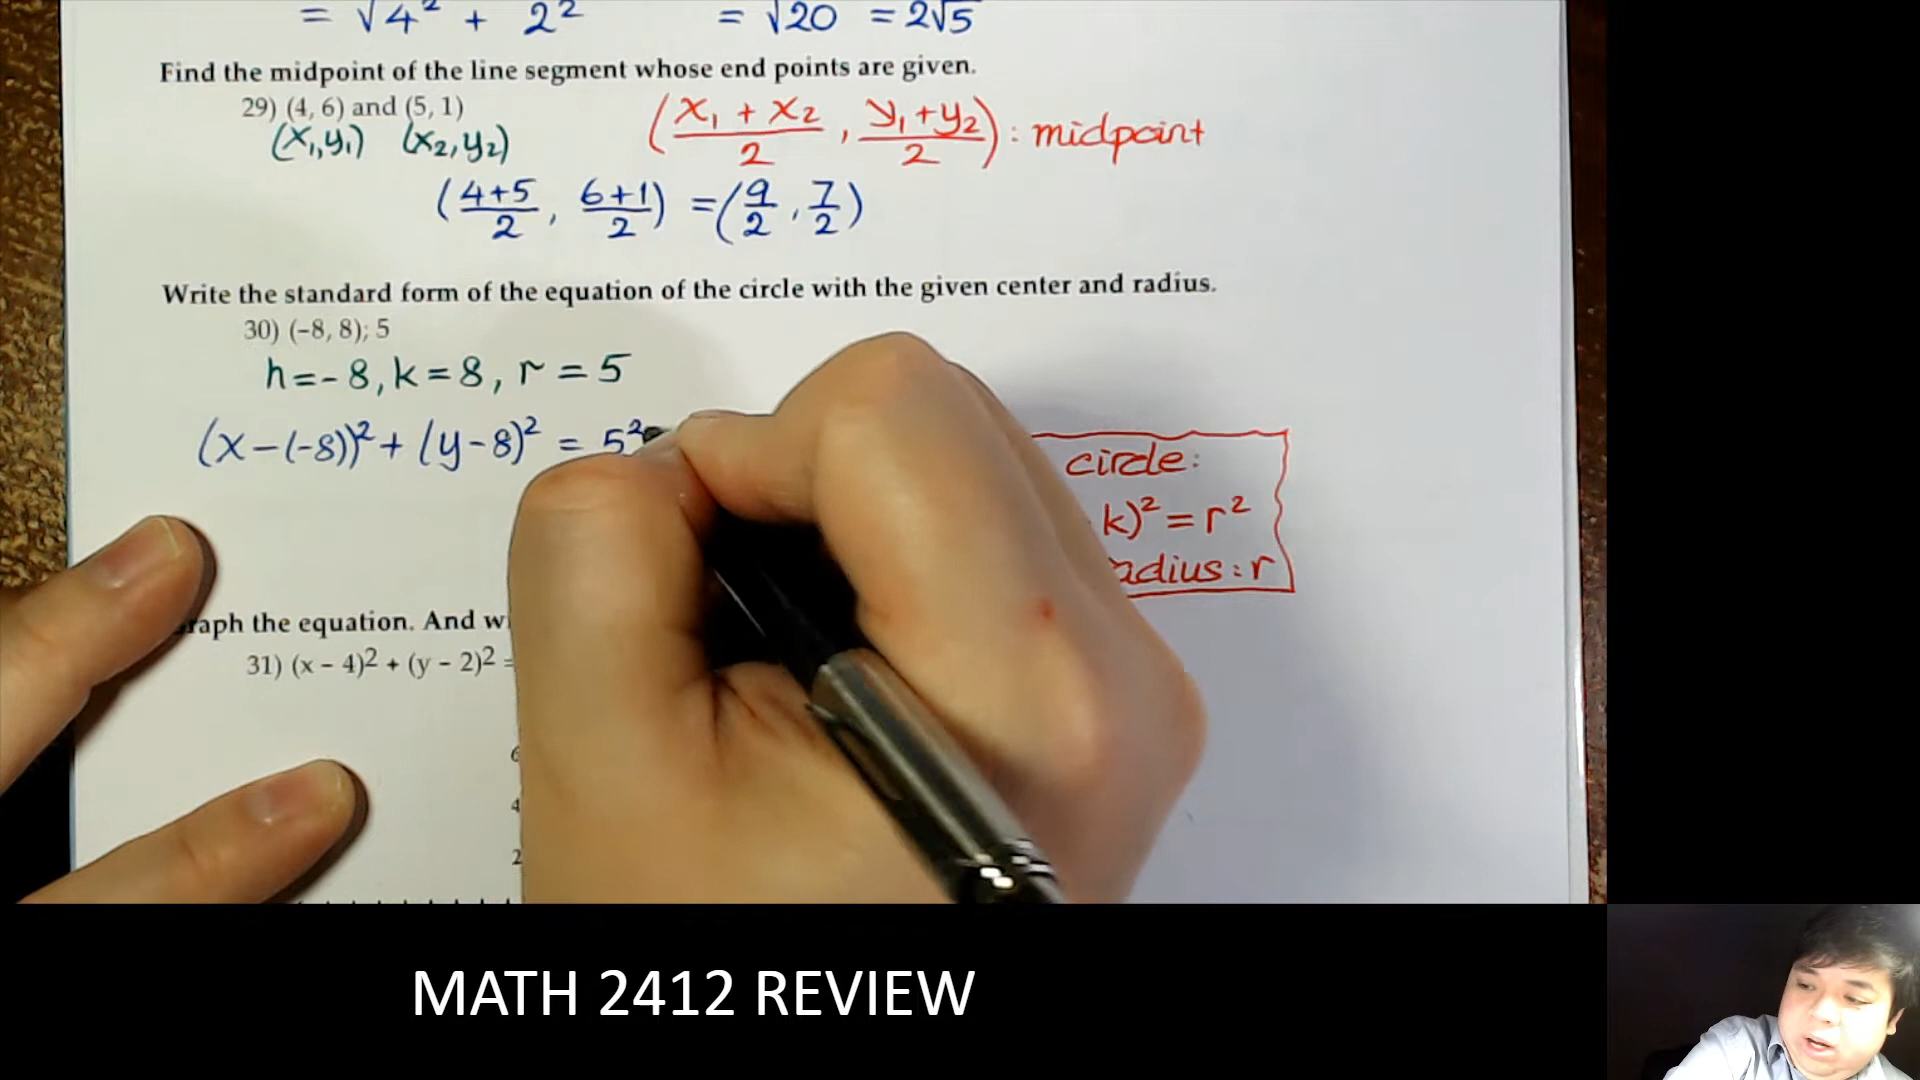 = √4² + 2² = √20 = 2√5
Find the midpoint of the line segment whose end points are given.
29) (4, 6) and (5, 1)
(x₁,y₁) (x₂,y₂)
(x₁ + x₂ / 2 , y₁+y₂ / 2) : midpoint
(4+5 / 2 , 6+1 / 2) = (9/2 , 7/2)
Write the standard form of the equation of the circle with the given center and radius.
30) (−8, 8); 5
h=-8, k=8, r=5
(x-(-8))² + (y-8)² = 5²
circle:
k)² = r²
radius: r
raph the equation. And
31) (x − 4)2 + (y − 2)2 =
6
4
2
MATH 2412 REVIEW